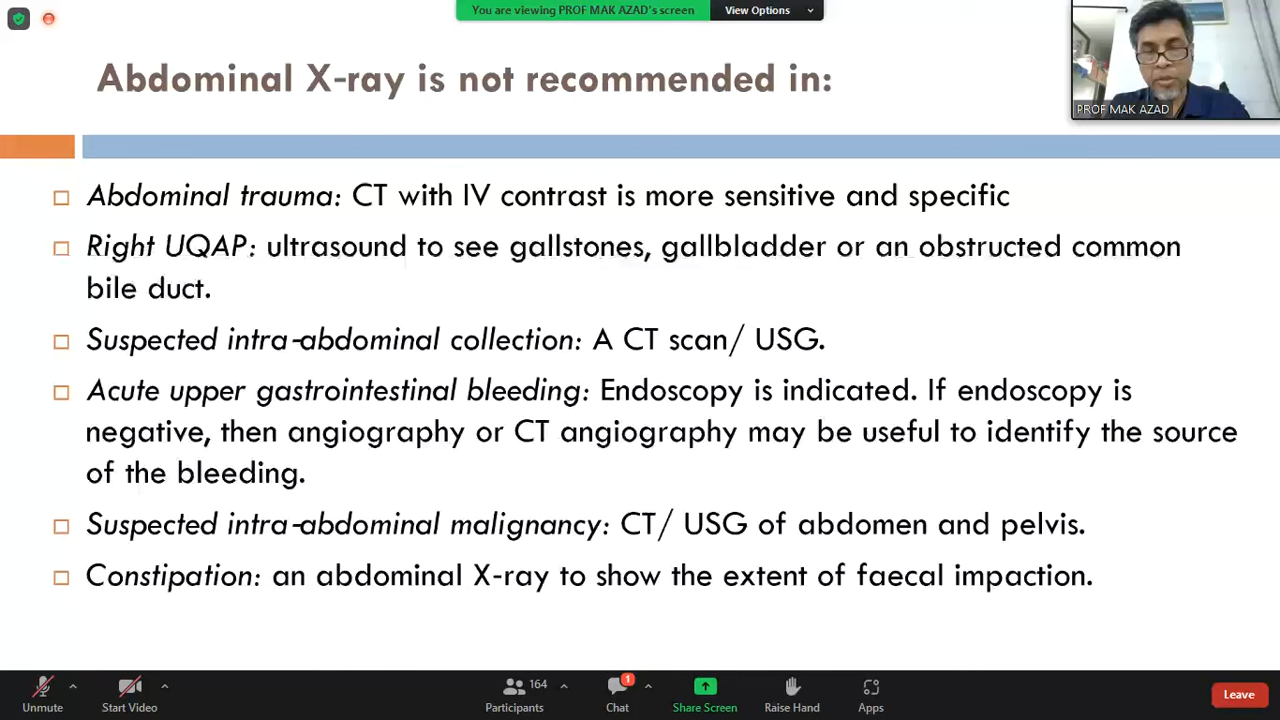 You are viewing PROF MAK AZAD's screen
View Options
Abdominal X-ray is not recommended in:
PROF MAK AZAD
Abdominal trauma: CT with IV contrast is more sensitive and specific
Right UQAP: ultrasound to see gallstones, gallbladder or an obstructed common
bile duct.
Suspected intra-abdominal collection: A CT scan/ USG.
Acute upper gastrointestinal bleeding: Endoscopy is indicated. If endoscopy is
negative, then angiography or CT angiography may be useful to identify the source
of the bleeding.
Suspected intra-abdominal malignancy: CT/ USG of abdomen and pelvis.
Constipation: an abdominal X-ray to show the extent of faecal impaction.
Unmute
Start Video
164
Participants
1
Chat
Share Screen
Raise Hand
Apps
Leave